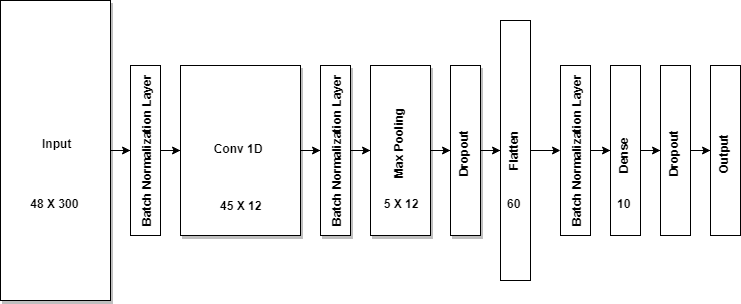 Input
48 X 300
Batch Normalization Layer
Conv 1D
45 X 12
Batch Normalization Layer
Max Pooling
5 X 12
Dropout
Flatten
60
Batch Normalization Layer
Dense
10
Dropout
Output